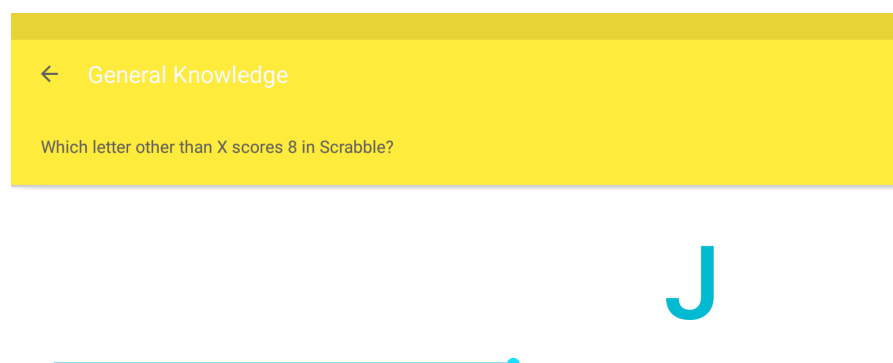 General Knowledge
Which letter other than X scores 8 in Scrabble?
J